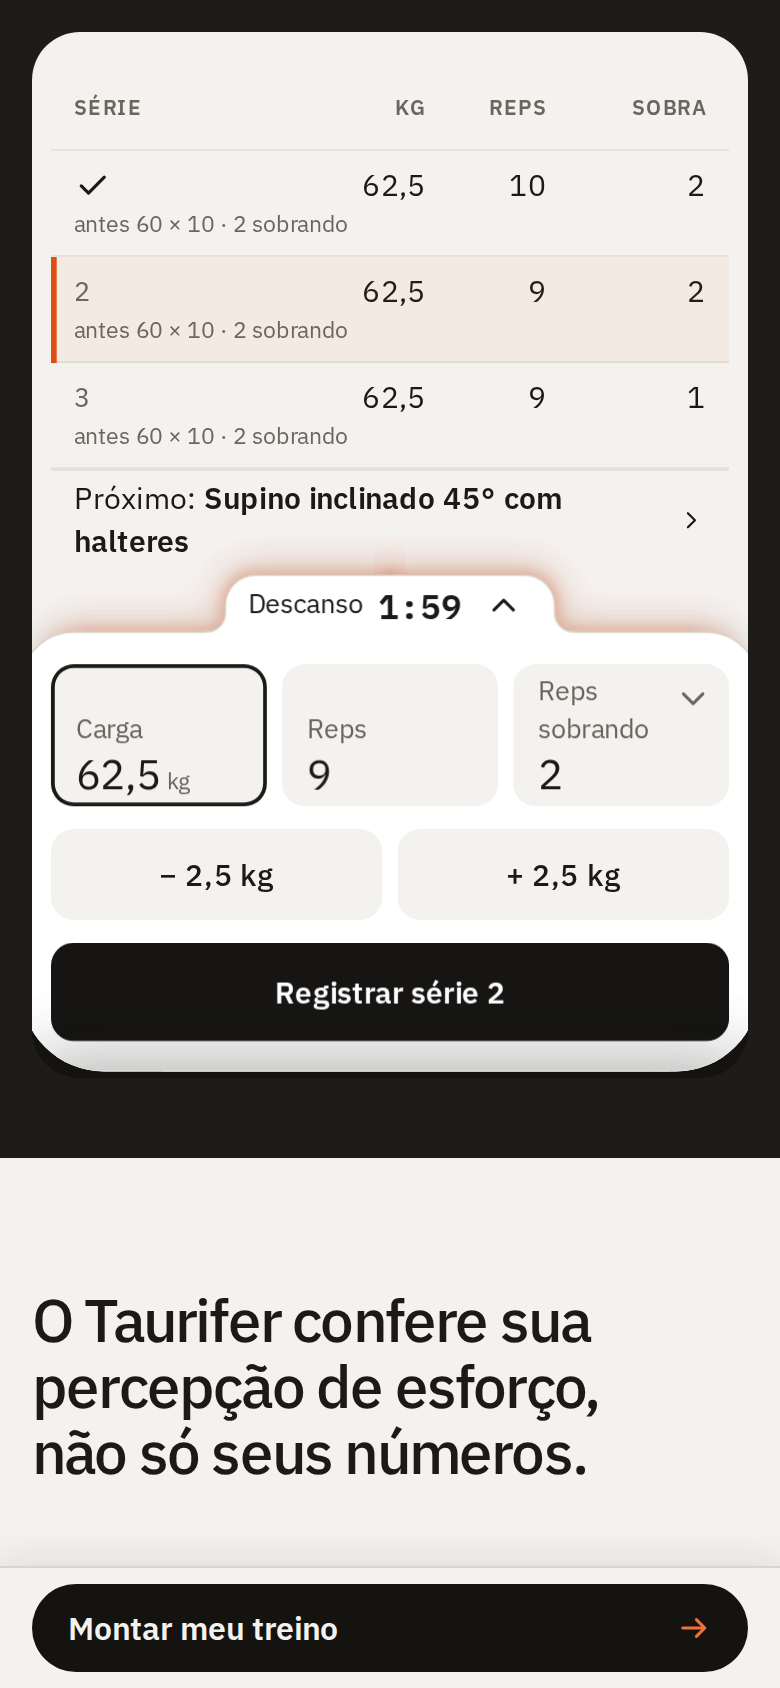 SÉRIE KG REPS SOBRA
62,5 10 2
antes 60 × 10 · 2 sobrando
2 62,5 9 2
antes 60 × 10 · 2 sobrando
3 62,5 9 1
antes 60 × 10 · 2 sobrando
Próximo: Supino inclinado 45° com
halteres
Descanso 1:59
Carga
62,5 kg
Reps
9
Reps
sobrando
2
− 2,5 kg
+ 2,5 kg
Registrar série 2
O Taurifer confere sua
percepção de esforço,
não só seus números.
Montar meu treino